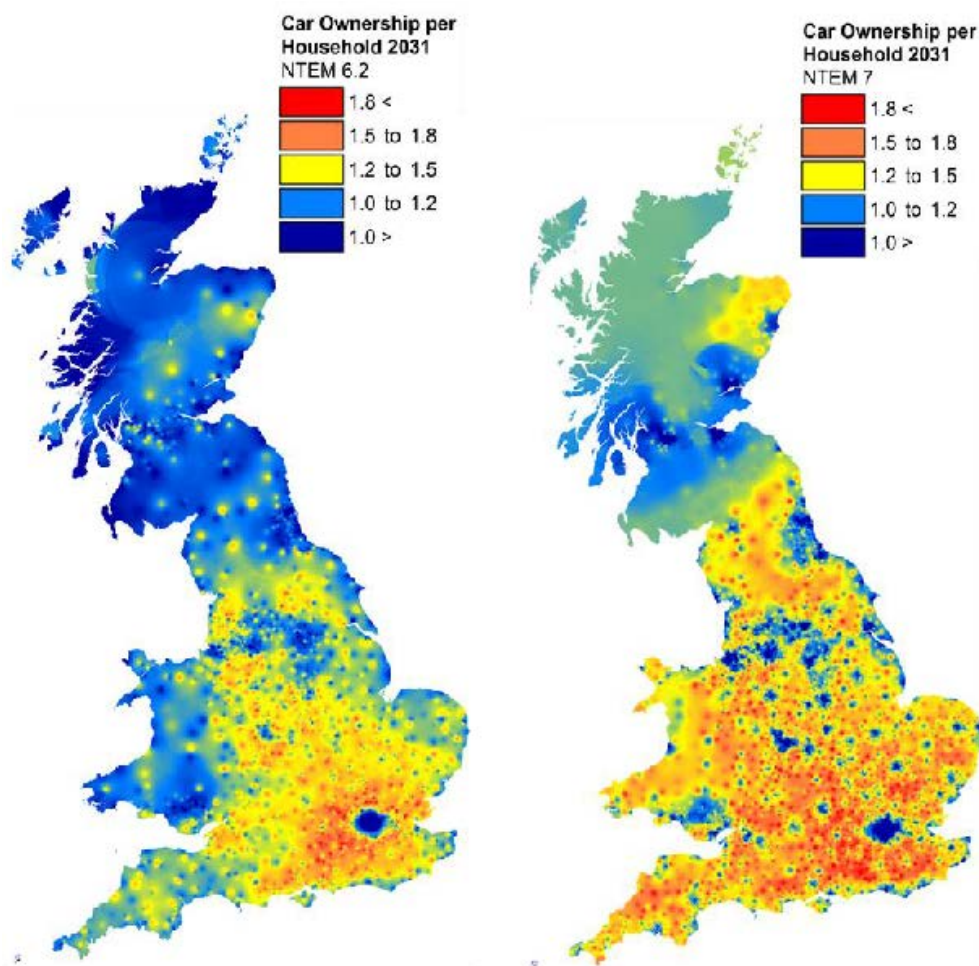 Car Ownership per
Household 2031
NTEM 6.2
1.8 <
1.5 to 1.8
1.2 to 1.5
1.0 to 1.2
1.0 >
Car Ownership per
Household 2031
NTEM 7
1.8 <
1.5 to 1.8
1.2 to 1.5
1.0 to 1.2
1.0 >